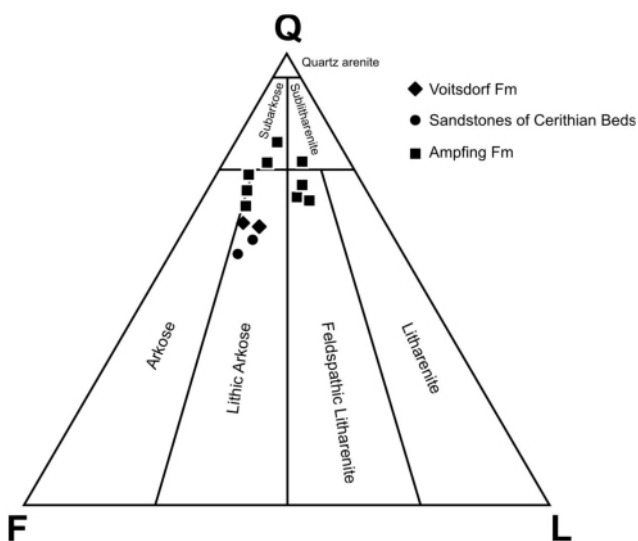 Q
Quartz arenite
Subarkose
Sublitharenite
Voitsdorf Fm
Sandstones of Cerithian Beds
Ampfing Fm
Arkose
Lithic Arkose
Feldspathic Litharenite
Litharenite
F
L